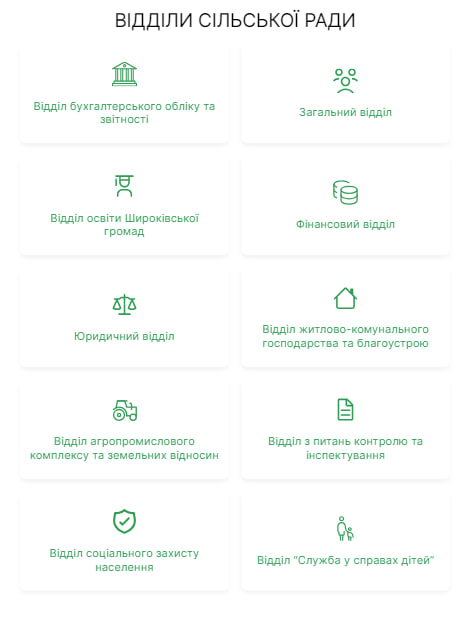 ВІДДІЛИ СІЛЬСЬКОЇ РАДИ
Відділ бухгалтерського обліку та
звітності
Загальний відділ
Відділ освіти Широківської
громад
Фінансовий відділ
Юридичний відділ
Відділ житлово-комунального
господарства та благоустрою
Відділ агропромислового
комплексу та земельних відносин
Відділ з питань контролю та
інспектування
Відділ соціального захисту
населення
Відділ "Служба у справах дітей"